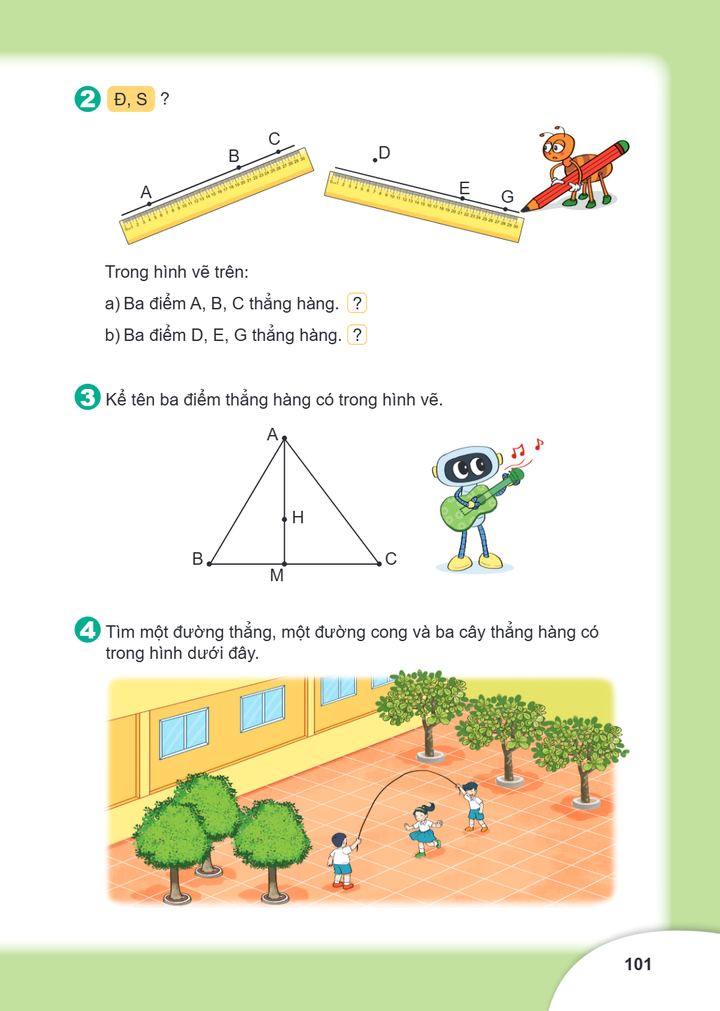 2 Đ, S ?
A B C D E G
Trong hình vẽ trên:
a) Ba điểm A, B, C thẳng hàng. ?
b) Ba điểm D, E, G thẳng hàng. ?
3 Kể tên ba điểm thẳng hàng có trong hình vẽ.
A
H
B C
M
4 Tìm một đường thẳng, một đường cong và ba cây thẳng hàng có
trong hình dưới đây.
101